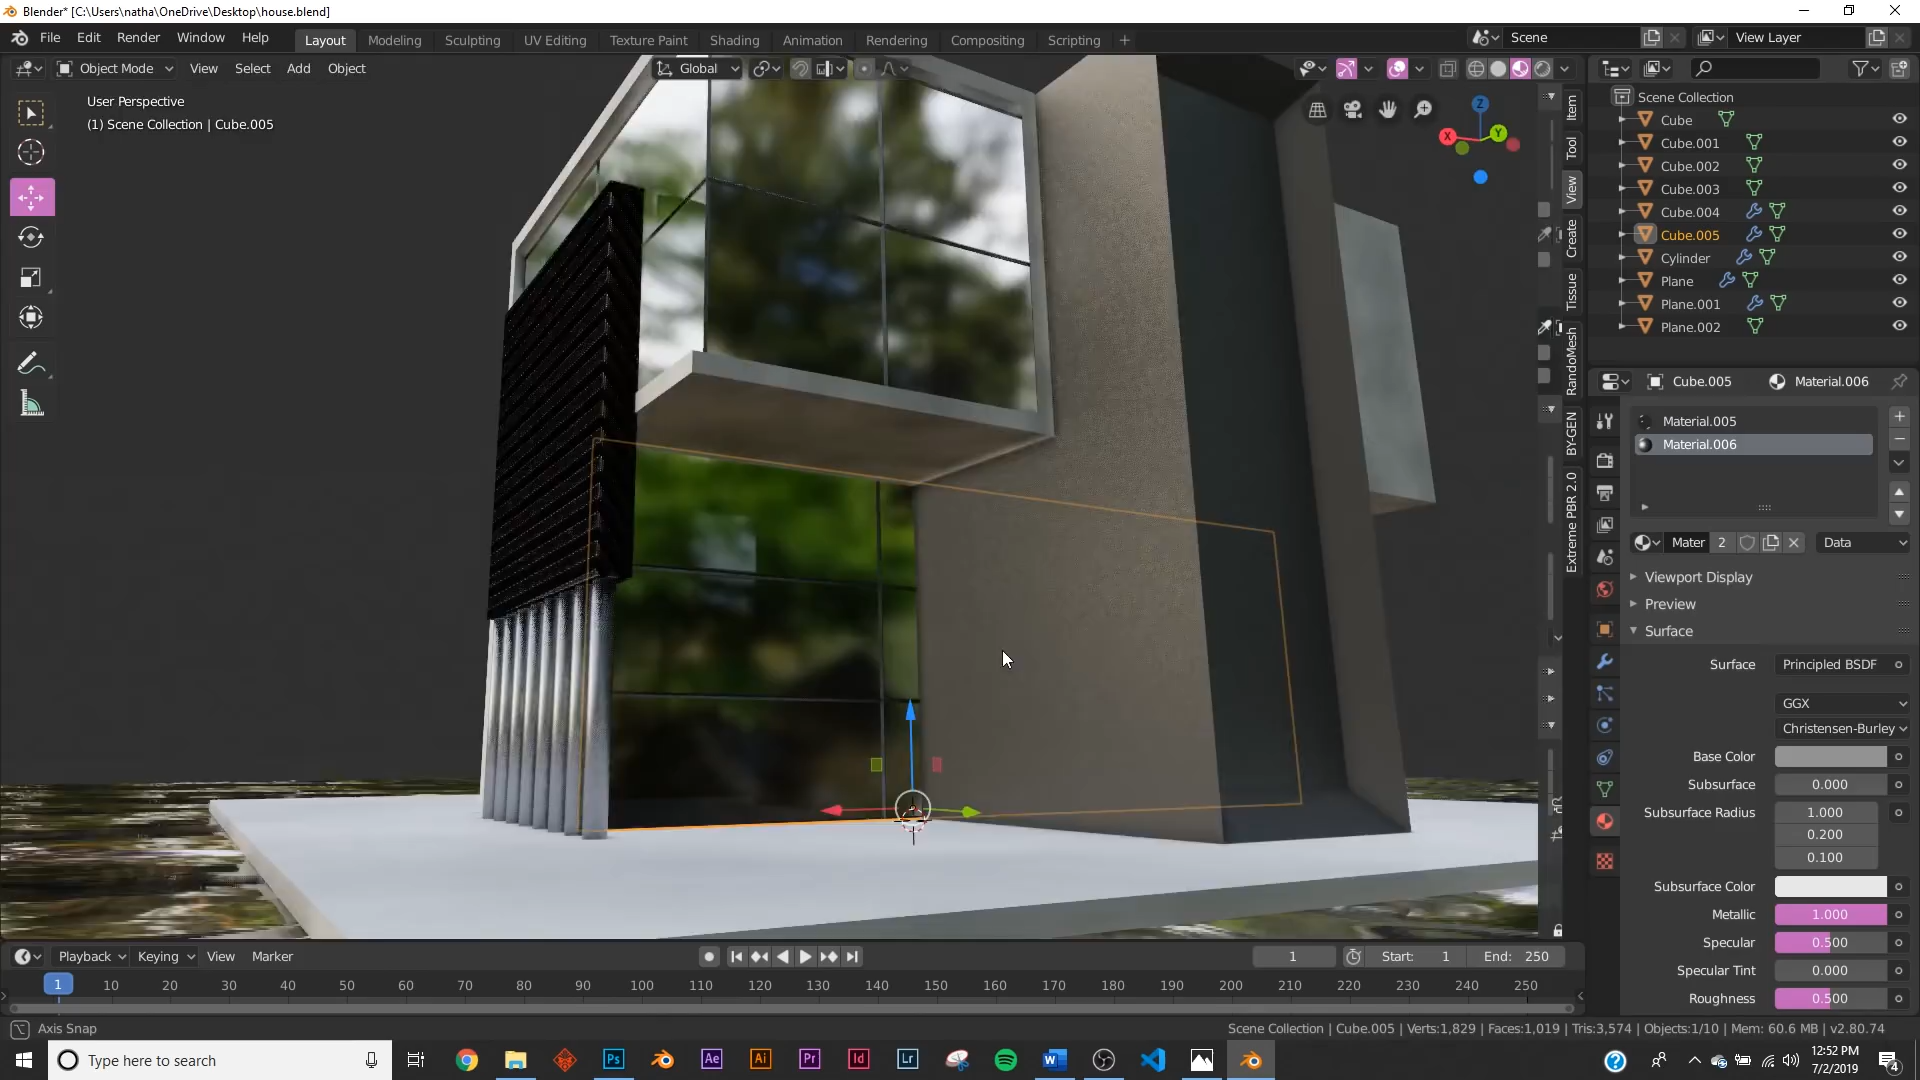 Blender* [C:\Users\natha\OneDrive\Desktop\house.blend]
File Edit Render Window Help Layout Modeling Sculpting UV Editing Texture Paint Shading Animation Rendering Compositing Scripting + Scene View Layer
Object Mode View Select Add Object Global
User Perspective
(1) Scene Collection | Cube.005
Z
X
Y
Item
Tool
View
Create
Tissue
RandoMesh
BY-GEN
Extreme PBR 2.0
Scene Collection
Cube
Cube.001
Cube.002
Cube.003
Cube.004
Cube.005
Cylinder
Plane
Plane.001
Plane.002
Cube.005 Material.006
Material.005
Material.006
Mater 2 Data
Viewport Display
Preview
Surface
Surface Principled BSDF
GGX
Christensen-Burley
Base Color
Subsurface 0.000
Subsurface Radius 1.000
0.200
0.100
Subsurface Color
Metallic 1.000
Specular 0.500
Specular Tint 0.000
Roughness 0.500
Playback Keying View Marker 1 Start: 1 End: 250
1 10 20 30 40 50 60 70 80 90 100 110 120 130 140 150 160 170 180 190 200 210 220 230 240 250
Axis Snap
Scene Collection | Cube.005 | Verts:1,829 | Faces:1,019 | Tris:3,574 | Objects:1/10 | Mem: 60.6 MB | v2.80.74
Type here to search
Ps Ae Ai Pr Id Lr W
12:52 PM
7/2/2019
4